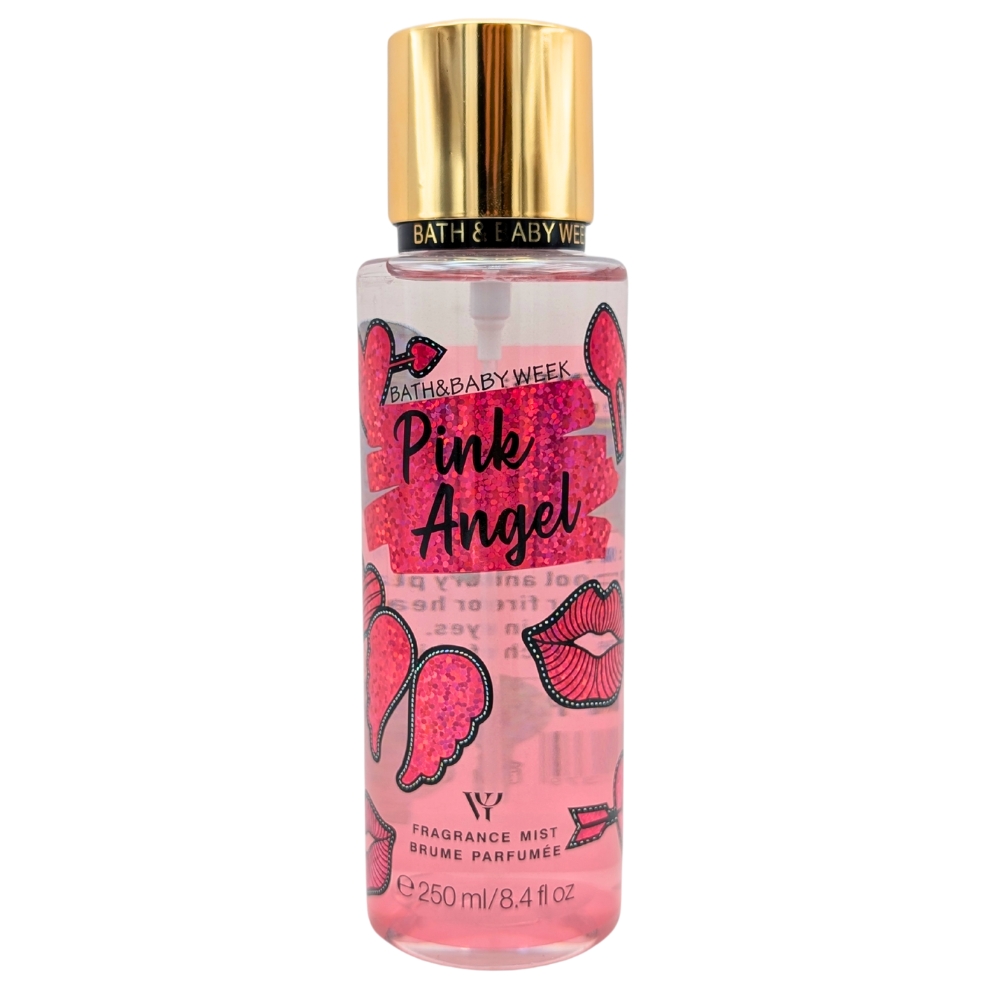 BATH & BABY WEE
BATH&BABY WEEK
Pink
Angel
FRAGRANCE MIST
BRUME PARFUMÉE
℮ 250 ml/8.4 fl oz